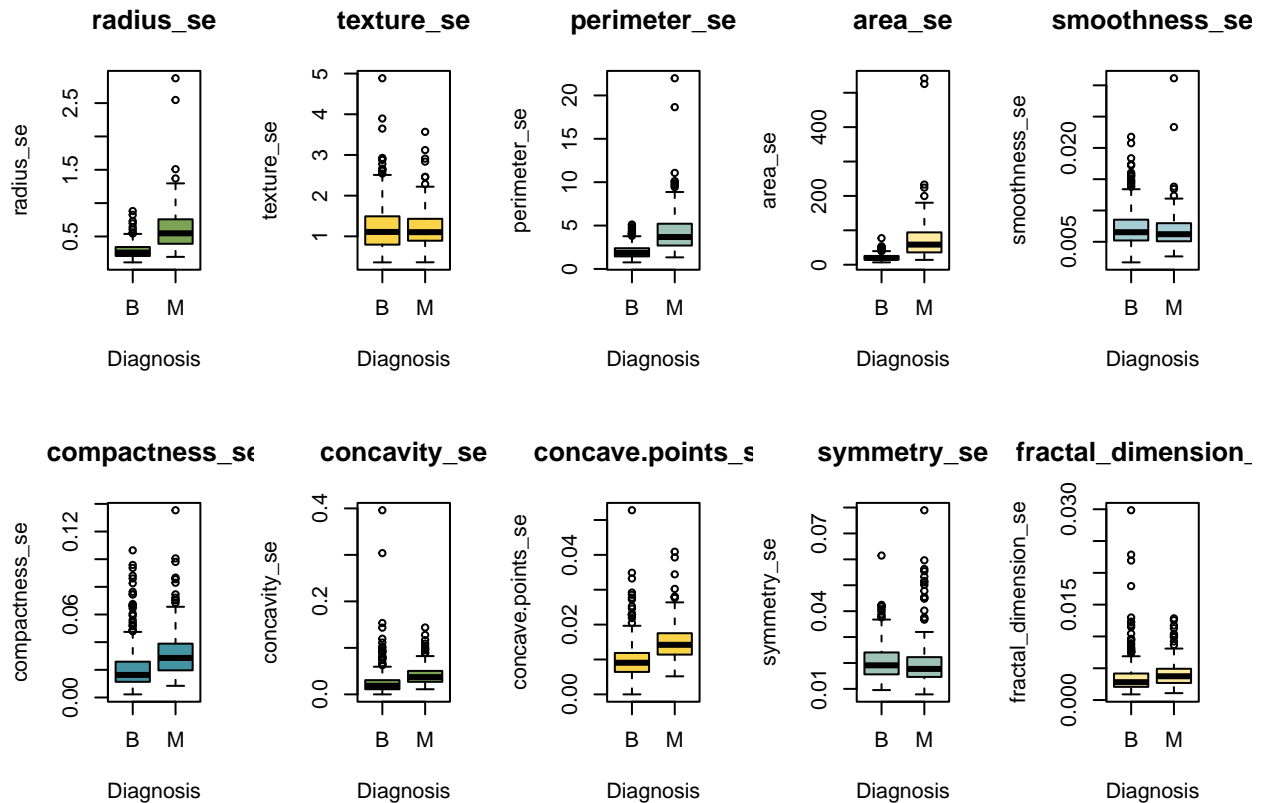 radius_se
radius_se
0.5
1.5
2.5
B M
Diagnosis
texture_se
texture_se
1
2
3
4
5
B M
Diagnosis
perimeter_se
perimeter_se
0
5
10
15
20
B M
Diagnosis
area_se
area_se
0
200
400
B M
Diagnosis
smoothness_se
smoothness_se
0.005
0.020
B M
Diagnosis
compactness_se
compactness_se
0.00
0.06
0.12
B M
Diagnosis
concavity_se
concavity_se
0.0
0.2
0.4
B M
Diagnosis
concave.points_s
concave.points_se
0.00
0.02
0.04
B M
Diagnosis
symmetry_se
symmetry_se
0.01
0.04
0.07
B M
Diagnosis
fractal_dimension_
fractal_dimension_se
0.000
0.015
0.030
B M
Diagnosis